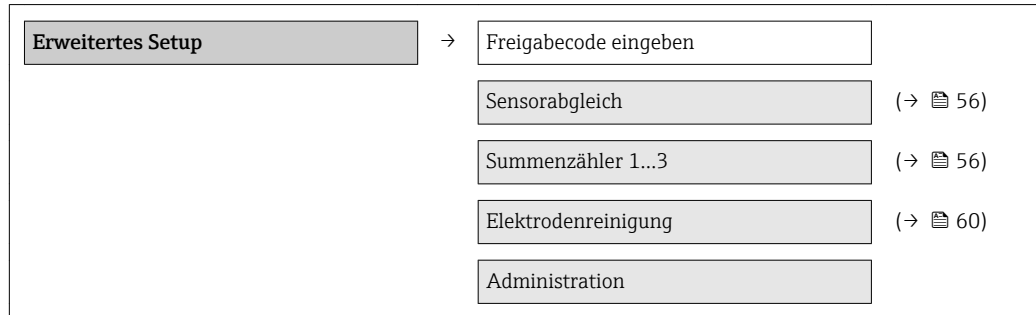 Erweitertes Setup → Freigabecode eingeben
Sensorabgleich (→ 56)
Summenzähler 1...3 (→ 56)
Elektrodenreinigung (→ 60)
Administration